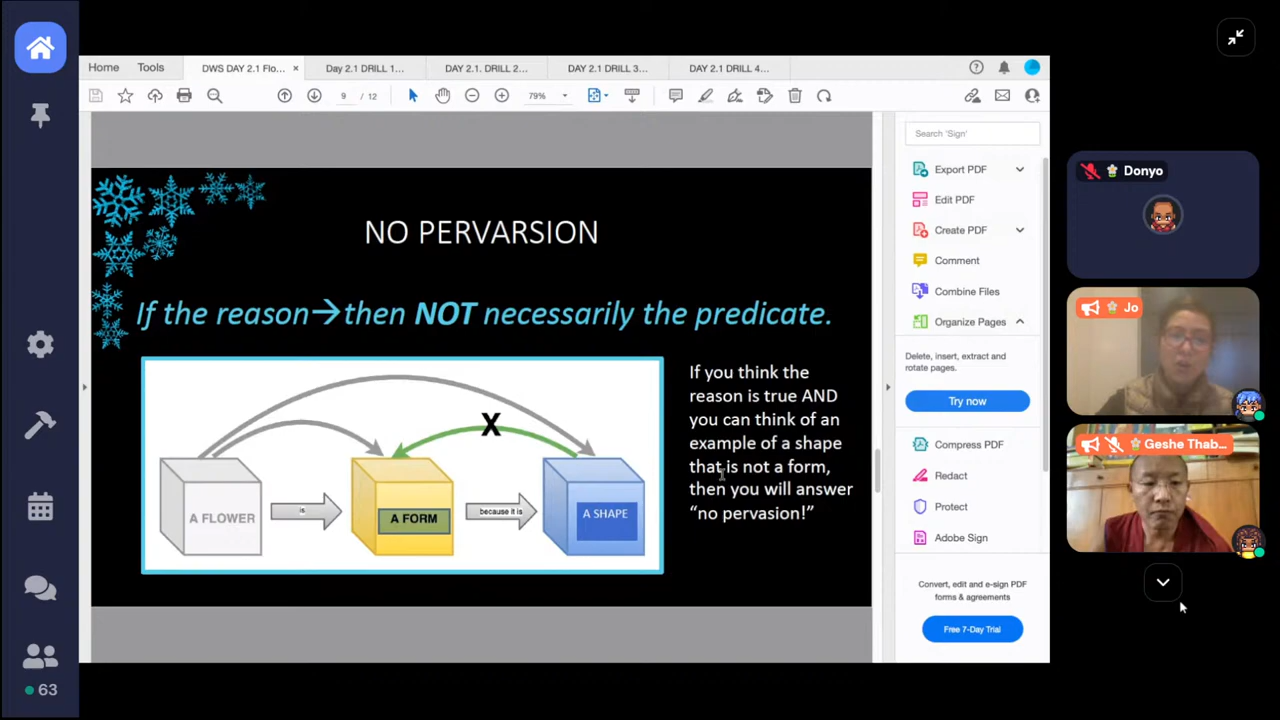 Home
Tools
DWS DAY 2.1 Flo...
×
Day 2.1 DRILL 1...
DAY 2.1. DRILL 2...
DAY 2.1 DRILL 3...
DAY 2.1 DRILL 4...
9 / 12
79%
NO PERVARSION
If the reason→then NOT necessarily the predicate.
A FLOWER
is
A FORM
because it is
A SHAPE
X
If you think the
reason is true AND
you can think of an
example of a shape
that is not a form,
then you will answer
“no pervasion!”
Search 'Sign'
Export PDF
Edit PDF
Create PDF
Comment
Combine Files
Organize Pages
Delete, insert, extract and
rotate pages.
Try now
Compress PDF
Redact
Protect
Adobe Sign
Convert, edit and e-sign PDF
forms & agreements
Free 7-Day Trial
Donyo
Jo
Geshe Thab...
63